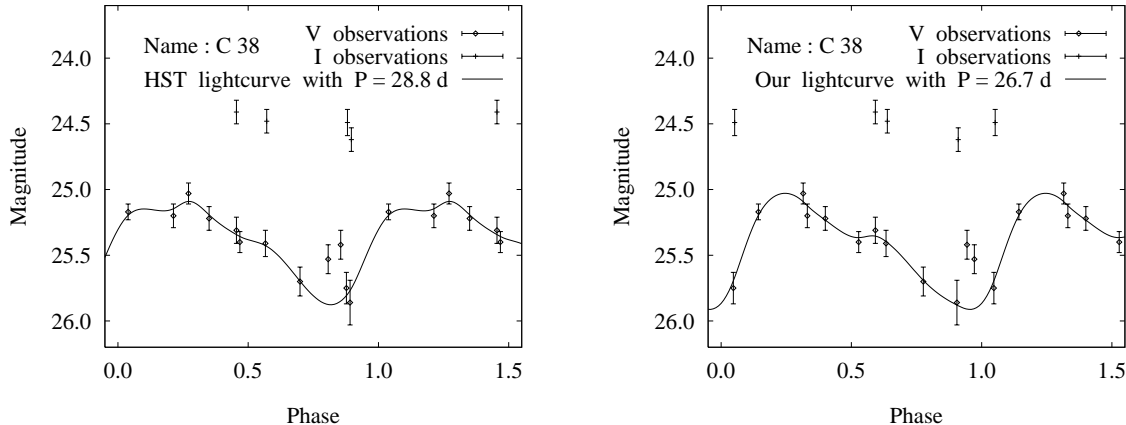 Name : C 38
V observations
I observations
HST lightcurve with P = 28.8 d
24.0
24.5
25.0
25.5
26.0
Magnitude
0.0 0.5 1.0 1.5
Phase
Name : C 38
V observations
I observations
Our lightcurve with P = 26.7 d
24.0
24.5
25.0
25.5
26.0
Magnitude
0.0 0.5 1.0 1.5
Phase